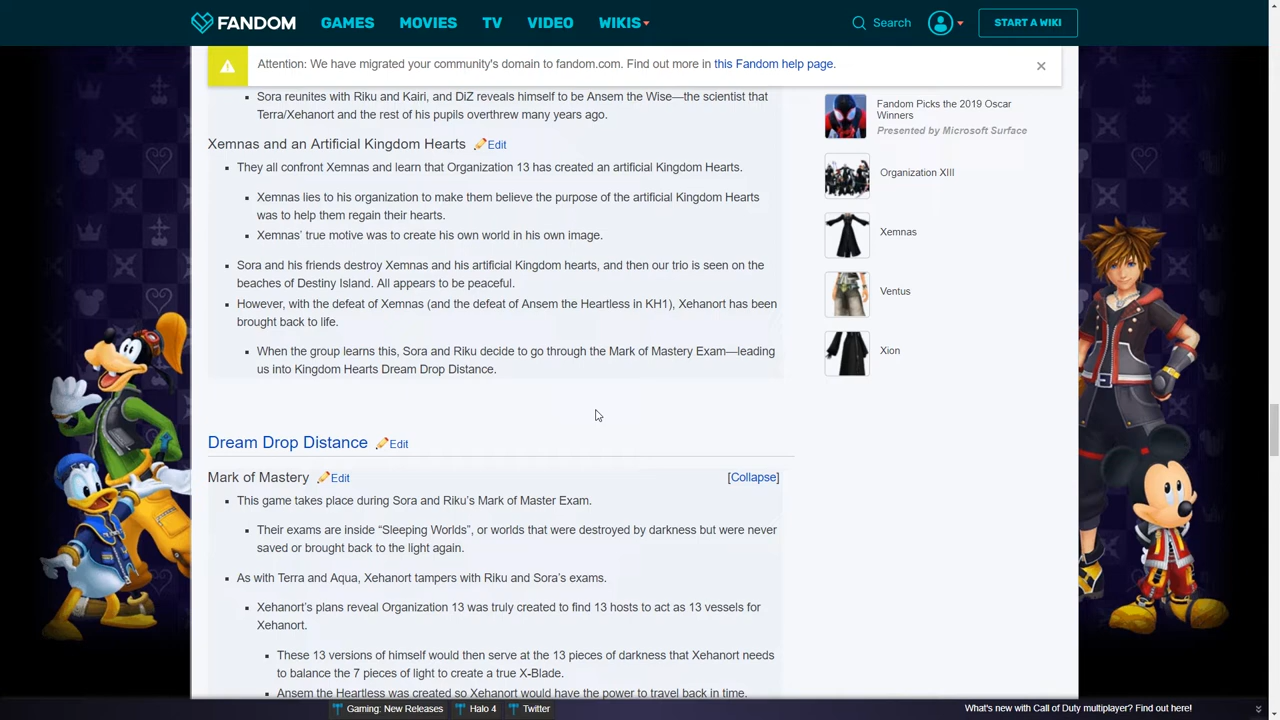 FANDOM GAMES MOVIES TV VIDEO WIKIS Search START A WIKI
Attention: We have migrated your community's domain to fandom.com. Find out more in this Fandom help page.
Sora reunites with Riku and Kairi, and DiZ reveals himself to be Ansem the Wise—the scientist that
Terra/Xehanort and the rest of his pupils overthrew many years ago.
Xemnas and an Artificial Kingdom Hearts Edit
They all confront Xemnas and learn that Organization 13 has created an artificial Kingdom Hearts.
Xemnas lies to his organization to make them believe the purpose of the artificial Kingdom Hearts
was to help them regain their hearts.
Xemnas’ true motive was to create his own world in his own image.
Sora and his friends destroy Xemnas and his artificial Kingdom hearts, and then our trio is seen on the
beaches of Destiny Island. All appears to be peaceful.
However, with the defeat of Xemnas (and the defeat of Ansem the Heartless in KH1), Xehanort has been
brought back to life.
When the group learns this, Sora and Riku decide to go through the Mark of Mastery Exam—leading
us into Kingdom Hearts Dream Drop Distance.
Dream Drop Distance Edit
Mark of Mastery Edit [Collapse]
This game takes place during Sora and Riku’s Mark of Master Exam.
Their exams are inside “Sleeping Worlds”, or worlds that were destroyed by darkness but were never
saved or brought back to the light again.
As with Terra and Aqua, Xehanort tampers with Riku and Sora’s exams.
Xehanort’s plans reveal Organization 13 was truly created to find 13 hosts to act as 13 vessels for
Xehanort.
These 13 versions of himself would then serve at the 13 pieces of darkness that Xehanort needs
to balance the 7 pieces of light to create a true X-Blade.
Ansem the Heartless was created so Xehanort would have the power to travel back in time.
Fandom Picks the 2019 Oscar
Winners
Presented by Microsoft Surface
Organization XIII
Xemnas
Ventus
Xion
Gaming: New Releases Halo 4 Twitter What's new with Call of Duty multiplayer? Find out here!